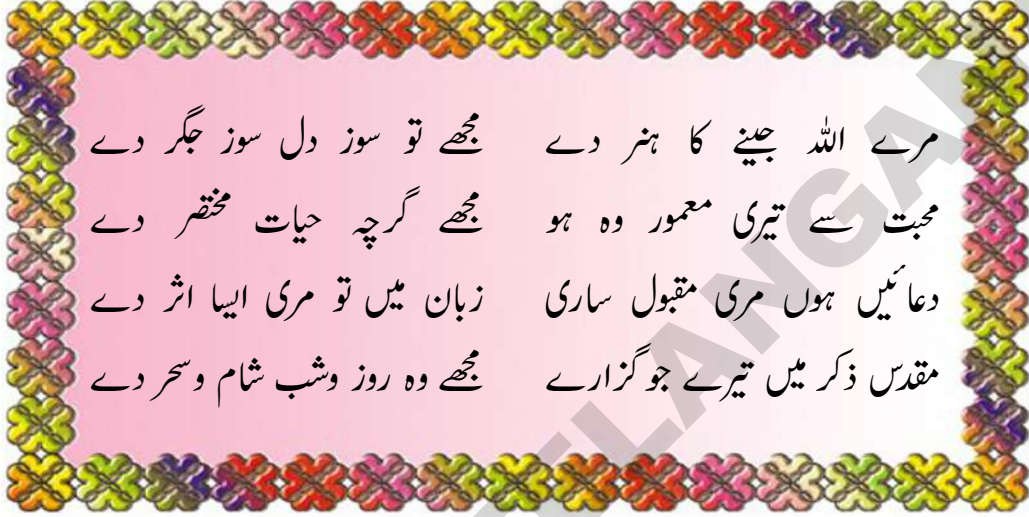 مرے اللہ جینے کا ہنر دے مجھے تو سوز دل سوز جگر دے
محبت سے تیری معمور وہ ہو مجھے گرچہ حیات مختصر دے
دعائیں ہوں مری مقبول ساری زبان میں تو مری ایسا اثر دے
مقدس ذکر میں تیرے جو گزارے مجھے وہ روز وشب شام وسحر دے
TELANGAN